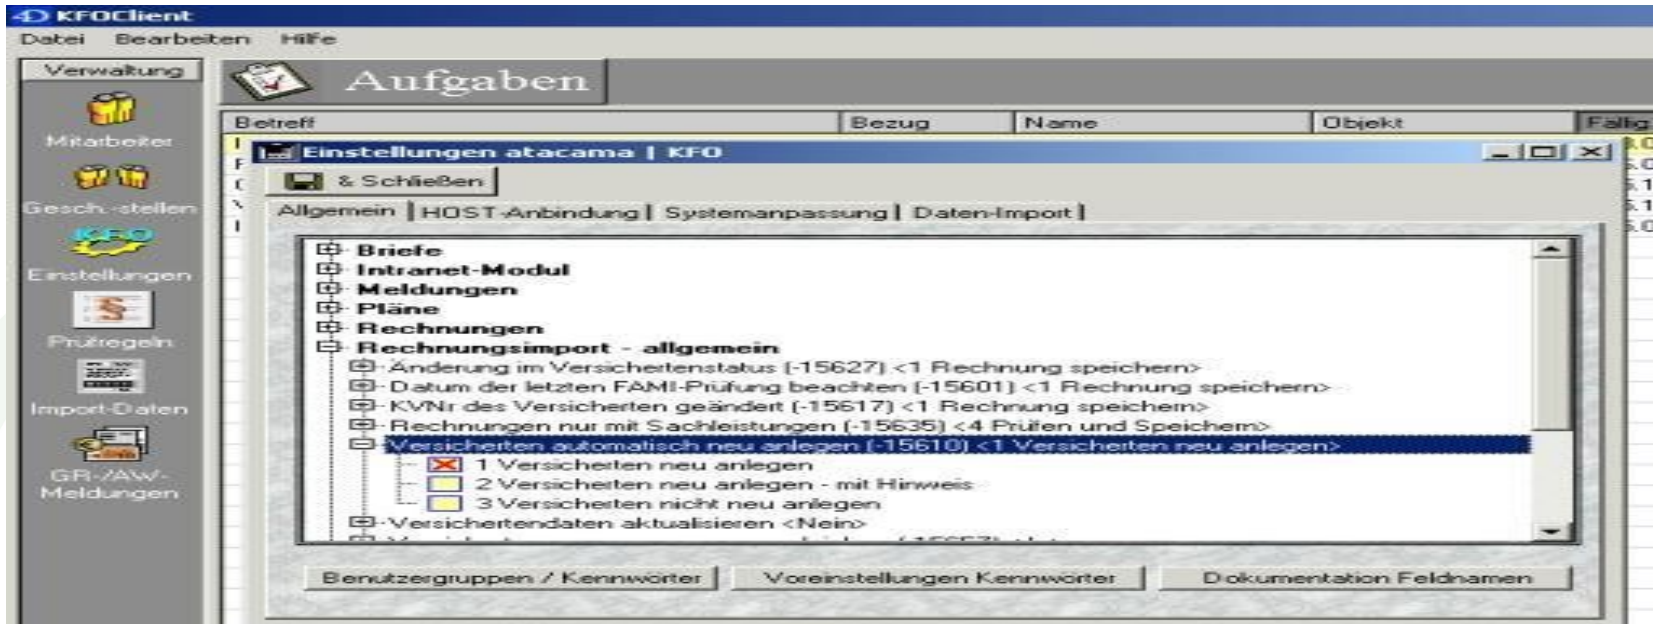 KFOClient
Datei Bearbeiten Hilfe
Verwaltung
Aufgaben
Betreff Bezug Name Objekt Fällig
Mitarbeiter
Einstellungen atacama | KFO
& Schließen
Gesch.-stellen
Allgemein HOST-Anbindung Systemanpassung Daten-Import
KFO
Einstellungen
Briefe
Intranet-Modul
Meldungen
Pläne
Rechnungen
Prüfregeln
Rechnungsimport - allgemein
Änderung im Versichertenstatus (-15627) <1 Rechnung speichern>
Datum der letzten FAMI-Prüfung beachten (-15601) <1 Rechnung speichern>
Import-Daten
KVNr des Versicherten geändert (-15617) <1 Rechnung speichern>
Rechnungen nur mit Sachleistungen (-15635) <4 Prüfen und Speichern>
Versicherten automatisch neu anlegen (-15610) <1 Versicherten neu anlegen>
1 Versicherten neu anlegen
2 Versicherten neu anlegen - mit Hinweis
3 Versicherten nicht neu anlegen
GR-/AW-
Meldungen
Versichertendaten aktualisieren <Nein>
Benutzergruppen / Kennwörter Voreinstellungen Kennwörter Dokumentation Feldnamen